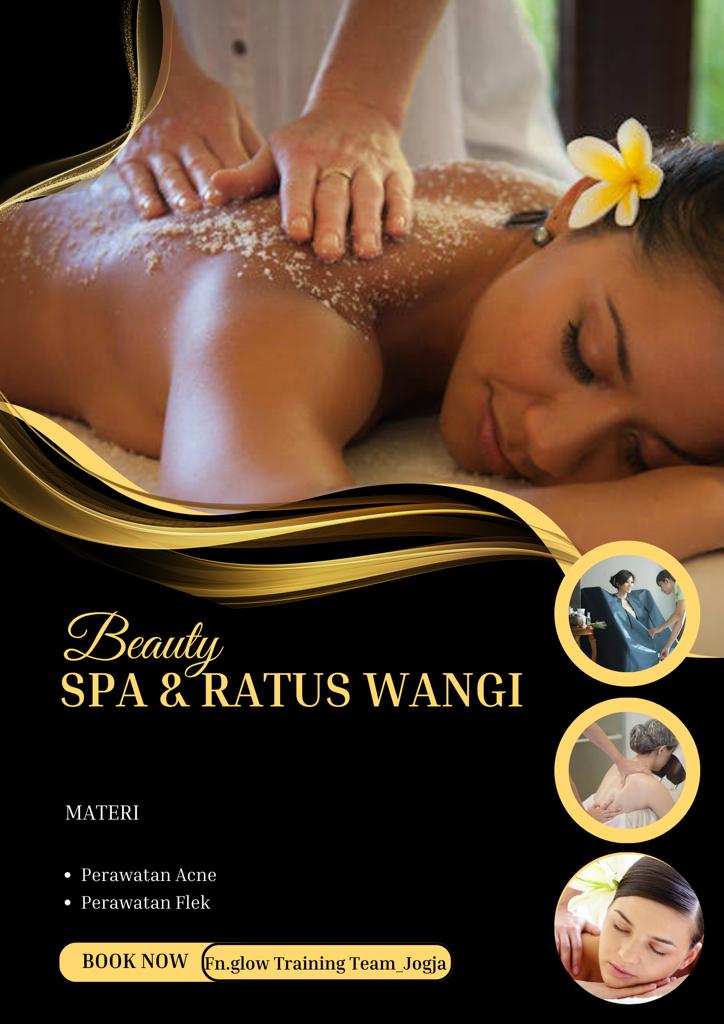 Beauty
SPA & RATUS WANGI
MATERI
• Perawatan Acne
• Perawatan Flek
BOOK NOW Fn.glow Training Team_Jogja